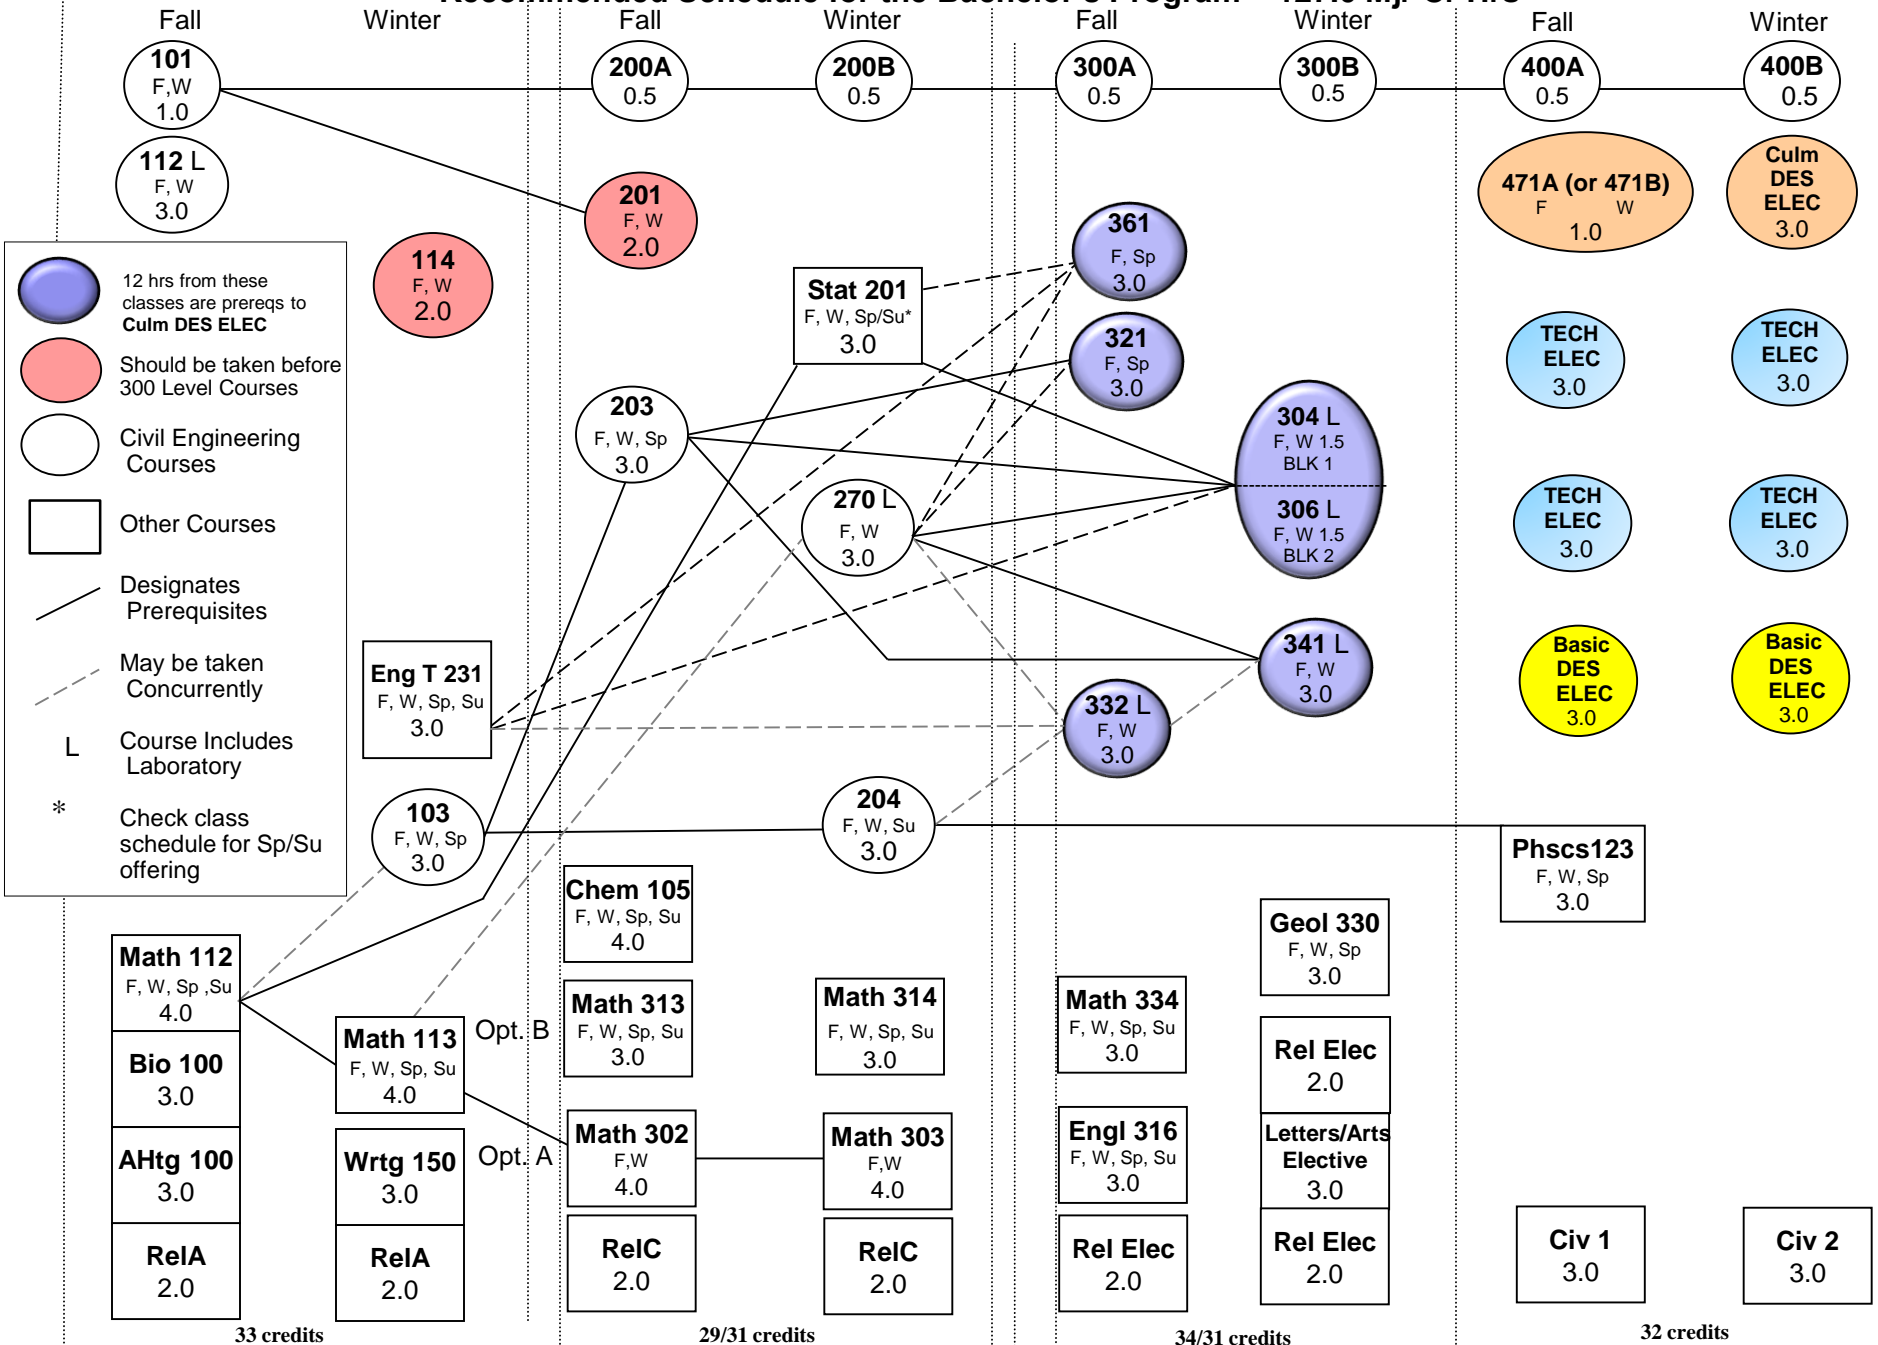 Recommended Schedule for the Bachelor's Program
Fall
Winter
Fall
Winter
Fall
Winter
Fall
Winter
101
F,W
1.0
200A
0.5
200B
0.5
300A
0.5
300B
0.5
400A
0.5
400B
0.5
112 L
F, W
3.0
201
F, W
2.0
471A (or 471B)
F W
1.0
Culm
DES
ELEC
3.0
114
F, W
2.0
361
F, Sp
3.0
Stat 201
F, W, Sp/Su*
3.0
321
F, Sp
3.0
TECH
ELEC
3.0
TECH
ELEC
3.0
12 hrs from these
classes are prereqs to
Culm DES ELEC
Should be taken before
300 Level Courses
Civil Engineering
Courses
Other Courses
Designates
Prerequisites
May be taken
Concurrently
L Course Includes
Laboratory
* Check class
schedule for Sp/Su
offering
203
F, W, Sp
3.0
304 L
F, W 1.5
BLK 1
306 L
F, W 1.5
BLK 2
270 L
F, W
3.0
TECH
ELEC
3.0
TECH
ELEC
3.0
Eng T 231
F, W, Sp, Su
3.0
341 L
F, W
3.0
332 L
F, W
3.0
Basic
DES
ELEC
3.0
Basic
DES
ELEC
3.0
103
F, W, Sp
3.0
204
F, W, Su
3.0
Phscs123
F, W, Sp
3.0
Chem 105
F, W, Sp, Su
4.0
Geol 330
F, W, Sp
3.0
Math 112
F, W, Sp ,Su
4.0
Math 113
F, W, Sp, Su
4.0
Opt. B
Math 313
F, W, Sp, Su
3.0
Math 314
F, W, Sp, Su
3.0
Math 334
F, W, Sp, Su
3.0
Rel Elec
2.0
Bio 100
3.0
AHtg 100
3.0
Wrtg 150
3.0
Opt. A
Math 302
F,W
4.0
Math 303
F,W
4.0
Engl 316
F, W, Sp, Su
3.0
Letters/Arts
Elective
3.0
RelA
2.0
RelA
2.0
RelC
2.0
RelC
2.0
Rel Elec
2.0
Rel Elec
2.0
Civ 1
3.0
Civ 2
3.0
33 credits
29/31 credits
34/31 credits
32 credits